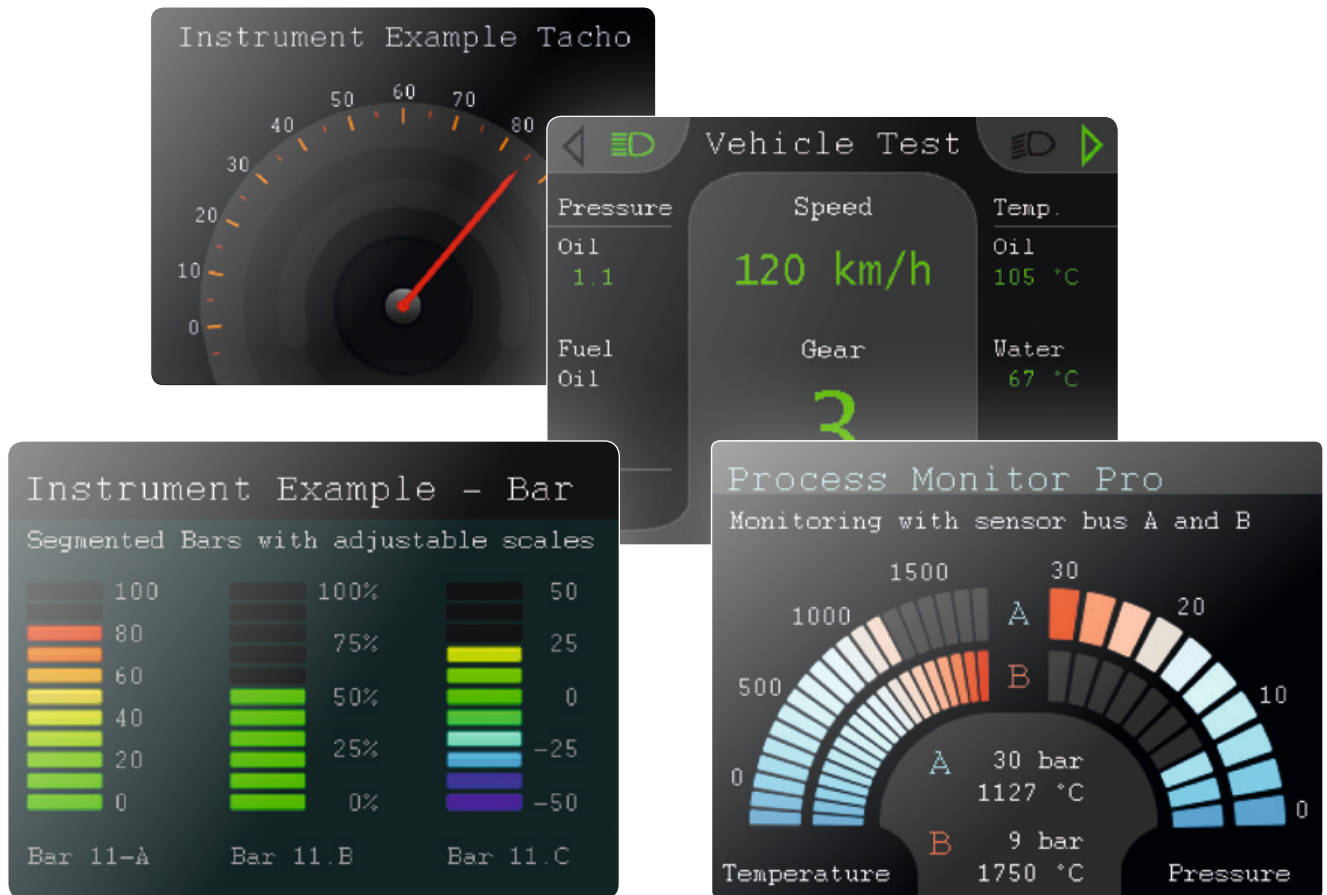 Instrument Example Tacho
0
10
20
30
40
50
60
70
80
Vehicle Test
Pressure
Oil
1.1
Fuel
Oil
Speed
120 km/h
Gear
3
Temp.
Oil
105 °C
Water
67 °C
Instrument Example - Bar
Segmented Bars with adjustable scales
100
80
60
40
20
0
Bar 11-A
100%
75%
50%
25%
0%
Bar 11.B
50
25
0
-25
-50
Bar 11.C
Process Monitor Pro
Monitoring with sensor bus A and B
1500
1000
500
0
A
B
30
20
10
0
A 30 bar
1127 °C
B 9 bar
1750 °C
Temperature
Pressure